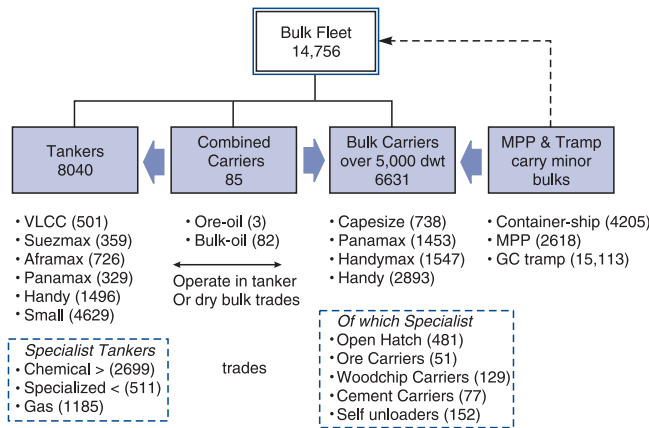 Bulk Fleet
14,756
Tankers
8040
Combined
Carriers
85
Bulk Carriers
over 5,000 dwt
6631
MPP & Tramp
carry minor
bulks
• VLCC (501)
• Suezmax (359)
• Aframax (726)
• Panamax (329)
• Handy (1496)
• Small (4629)
• Ore-oil (3)
• Bulk-oil (82)
Operate in tanker
Or dry bulk trades
• Capesize (738)
• Panamax (1453)
• Handymax (1547)
• Handy (2893)
• Container-ship (4205)
• MPP (2618)
• GC tramp (15,113)
Specialist Tankers
• Chemical > (2699)
• Specialized < (511)
• Gas (1185)
trades
Of which Specialist
• Open Hatch (481)
• Ore Carriers (51)
• Woodchip Carriers (129)
• Cement Carriers (77)
• Self unloaders (152)